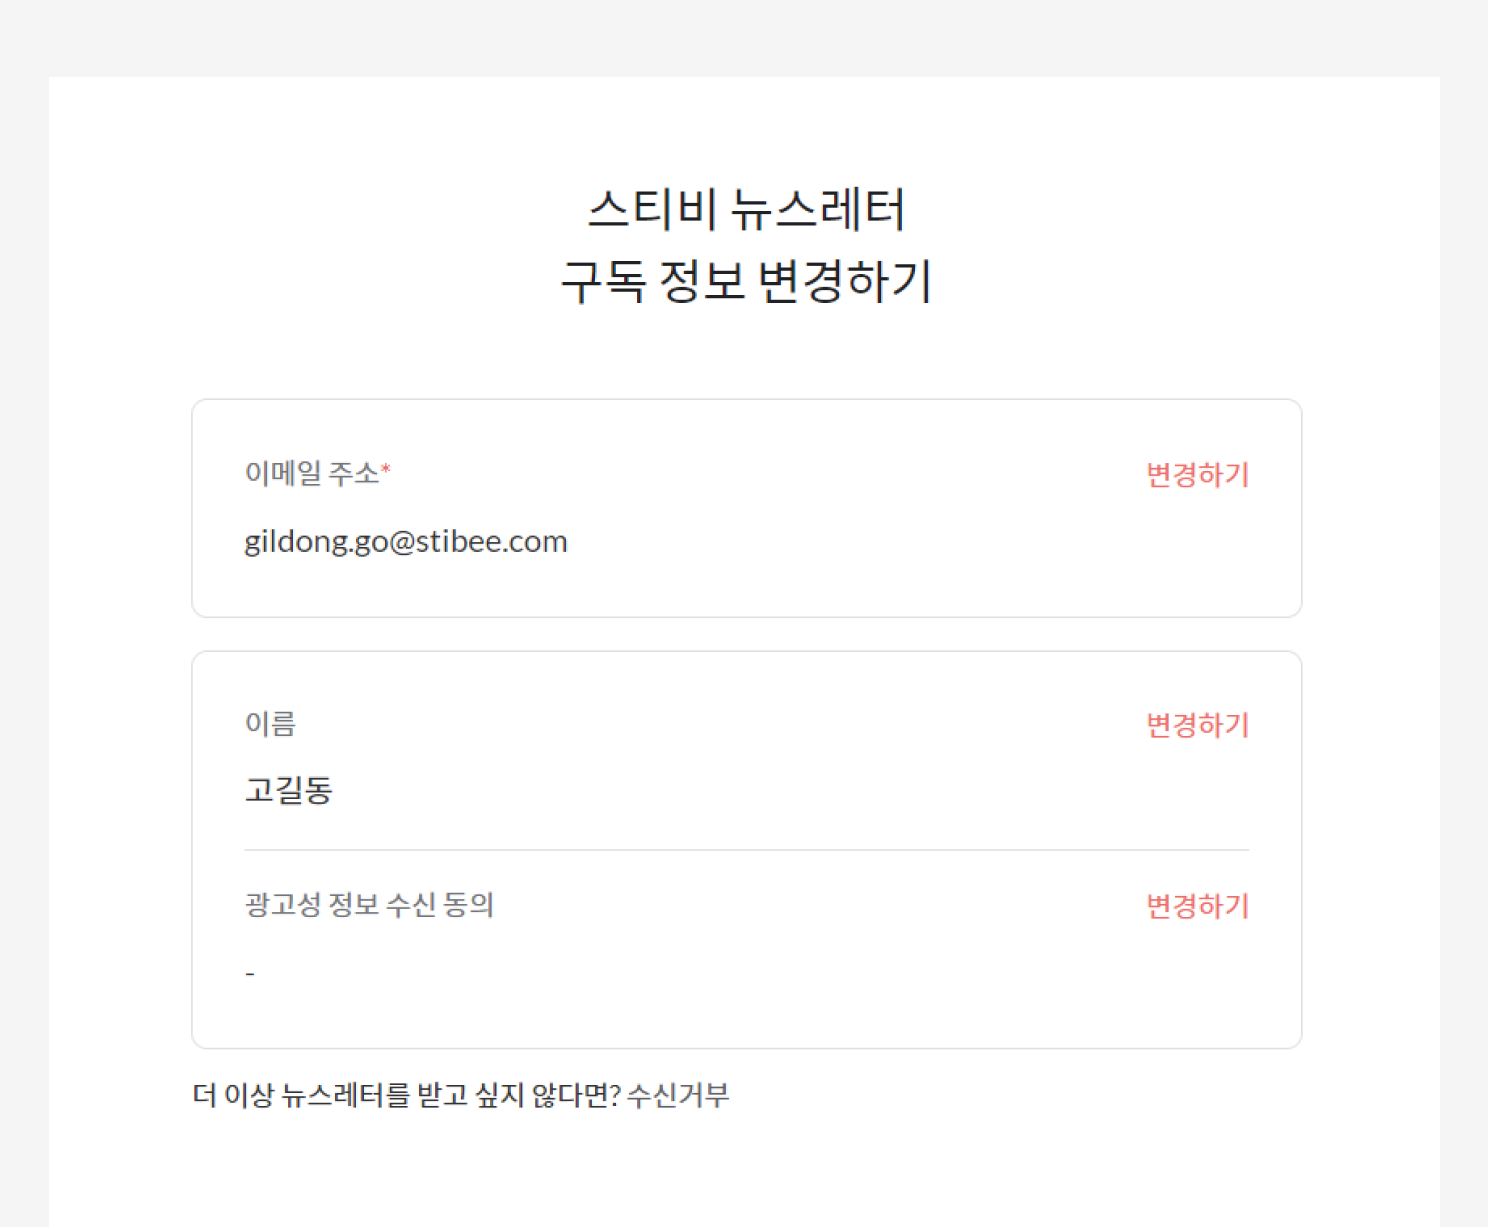 스티비 뉴스레터
구독 정보 변경하기
이메일 주소* 변경하기
gildong.go@stibee.com
이름 변경하기
고길동
광고성 정보 수신 동의 변경하기
-
더 이상 뉴스레터를 받고 싶지 않다면? 수신거부